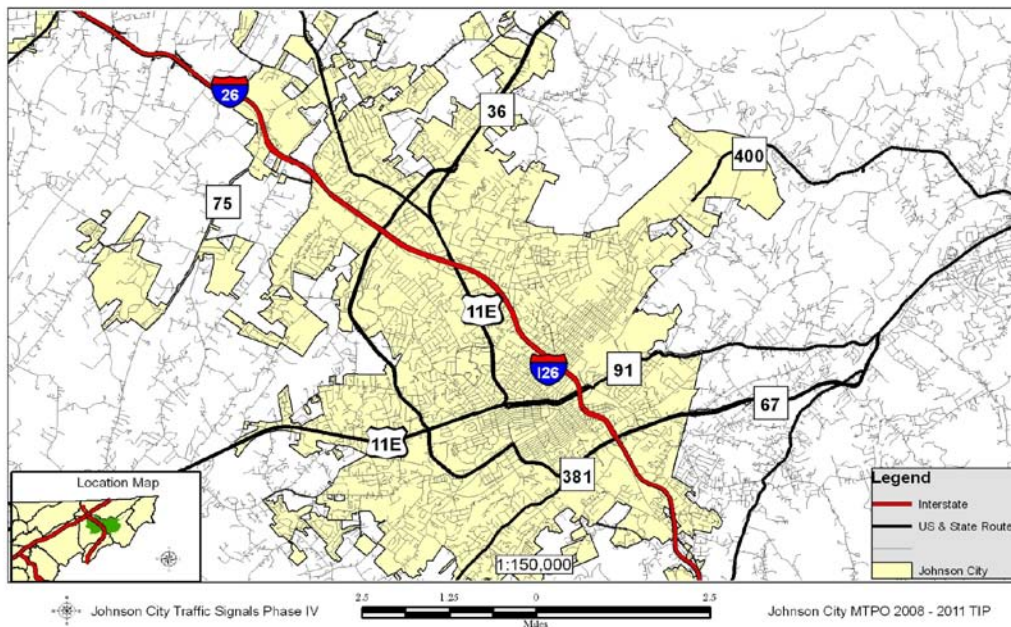 26
36
400
75
11E
I26
91
67
11E
381
Location Map
Legend
Interstate
US & State Route
Johnson City
1:150,000
Johnson City Traffic Signals Phase IV
2.5 1.25 0 2.5
Miles
Johnson City MTPO 2008 - 2011 TIP